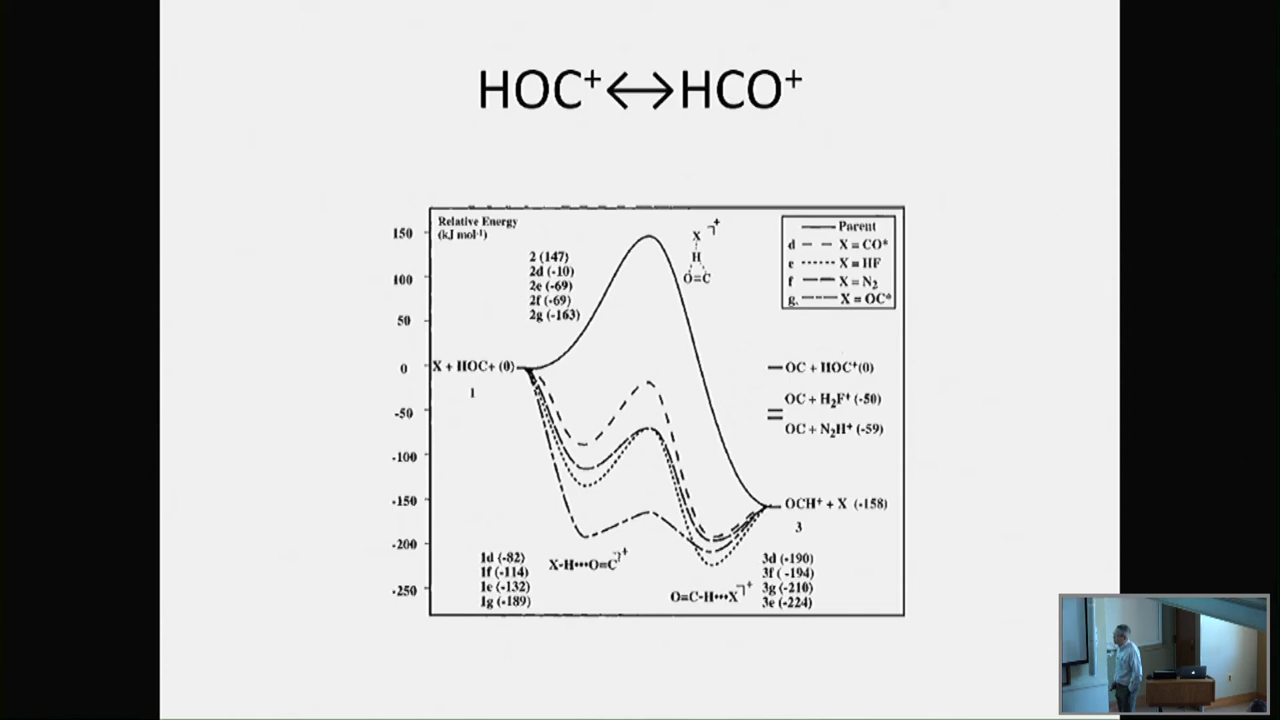 HOC⁺↔HCO⁺
Relative Energy
(kJ mol-¹)
150
100
50
0
-50
-100
-150
-200
-250
2 (147)
2d (-10)
2e (-69)
2f (-69)
2g (-163)
X
⁺
H
O=C
Parent
d X = CO*
e X = HF
f X = N₂
g. X = OC*
X + HOC+ (0)
1
OC + HOC⁺(0)
OC + H₂F⁺ (-50)
OC + N₂H⁺ (-59)
OCH⁺ + X (-158)
3
1d (-82)
1f (-114)
1e (-132)
1g (-189)
X-H•••O=C⁺
O=C-H•••X⁺
3d (-190)
3f ( -194)
3g (-210)
3e (-224)